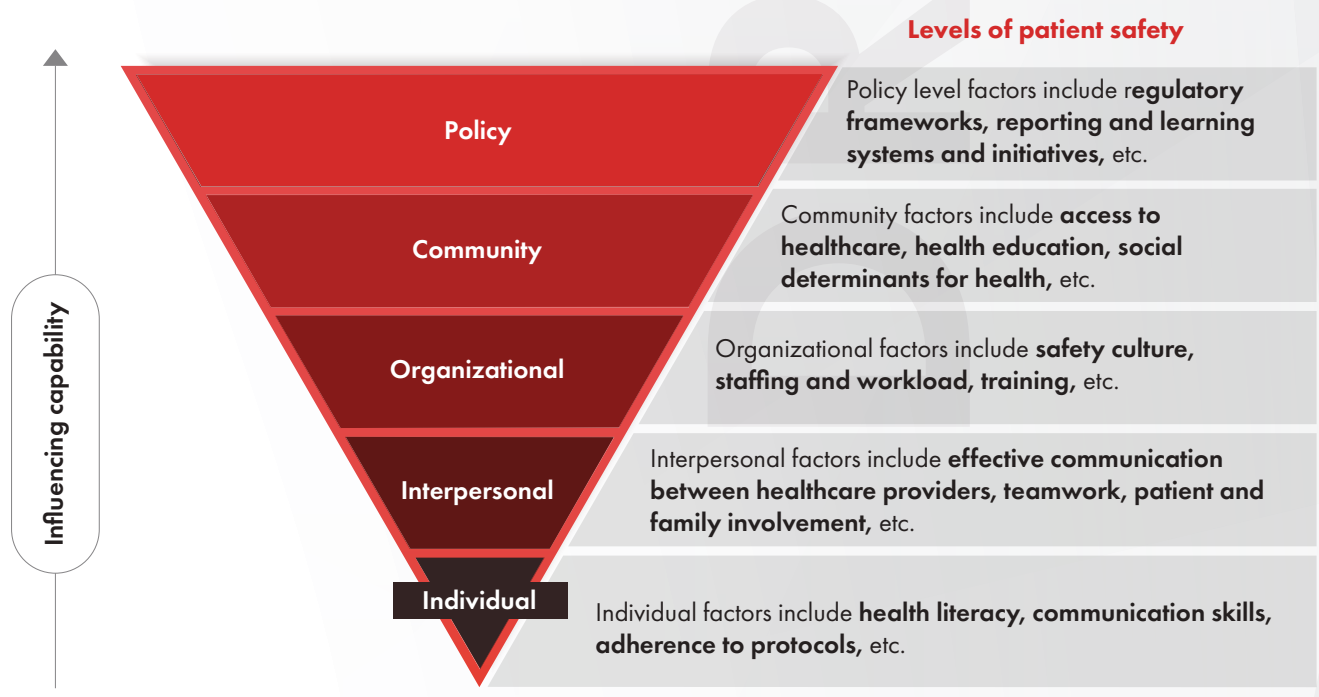 Levels of patient safety
Policy
Policy level factors include regulatory
frameworks, reporting and learning
systems and initiatives, etc.
Community
Community factors include access to
healthcare, health education, social
determinants for health, etc.
Influencing capability
Organizational
Organizational factors include safety culture,
staffing and workload, training, etc.
Interpersonal
Interpersonal factors include effective communication
between healthcare providers, teamwork, patient and
family involvement, etc.
Individual
Individual factors include health literacy, communication skills,
adherence to protocols, etc.